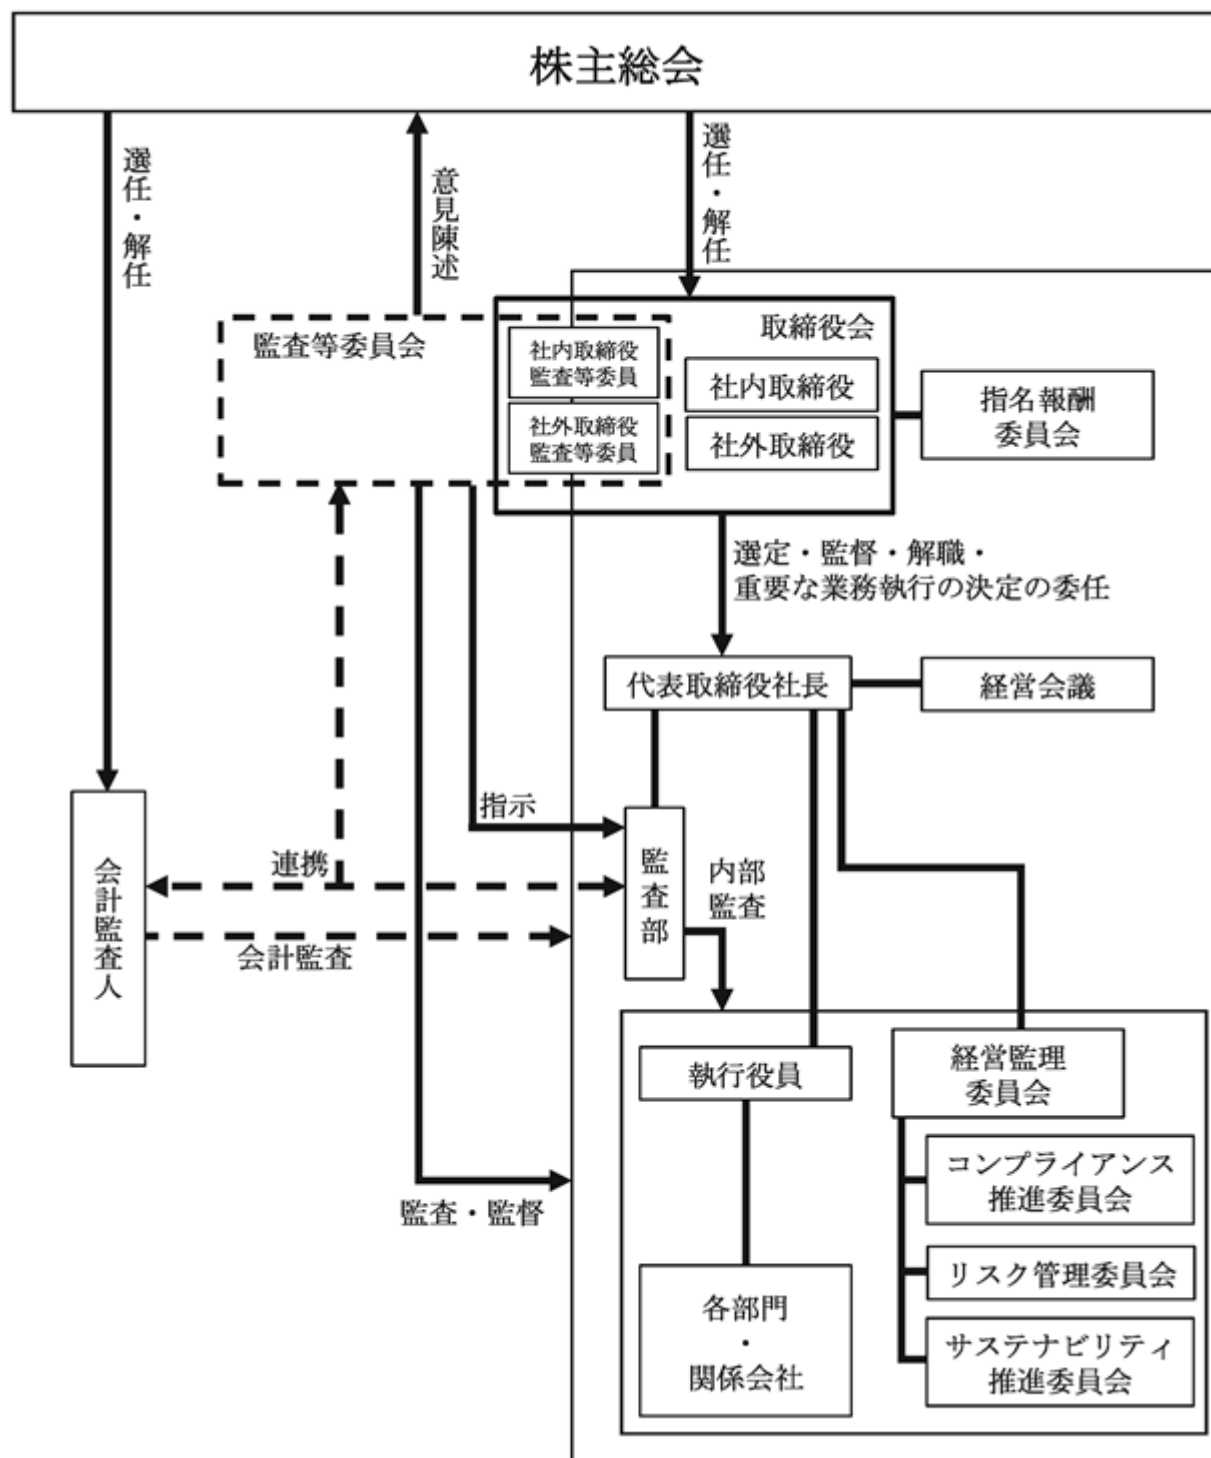 株主総会
選任・解任
意見陳述
選任・解任
監査等委員会
取締役会
社内取締役
監査等委員
社外取締役
監査等委員
社内取締役
社外取締役
指名報酬
委員会
選定・監督・解職・
重要な業務執行の決定の委任
代表取締役社長
経営会議
指示
連携
会計監査
会計監査人
監査部
内部
監査
監査・監督
執行役員
経営監理
委員会
コンプライアンス
推進委員会
リスク管理委員会
サステナビリティ
推進委員会
各部門
・
関係会社